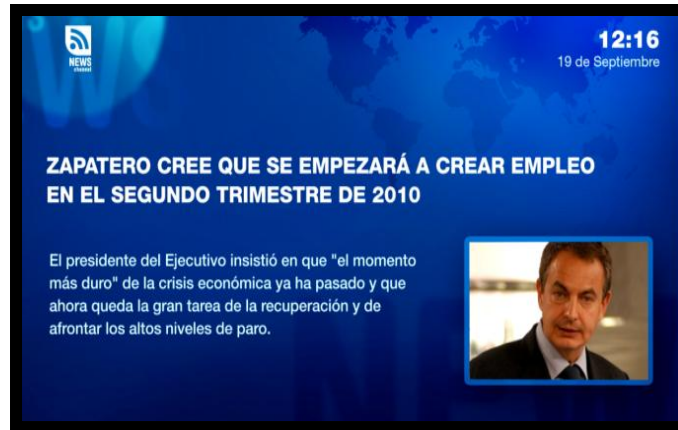 NEWS
channel
12:16
19 de Septiembre
ZAPATERO CREE QUE SE EMPEZARÁ A CREAR EMPLEO
EN EL SEGUNDO TRIMESTRE DE 2010
El presidente del Ejecutivo insistió en que "el momento
más duro" de la crisis económica ya ha pasado y que
ahora queda la gran tarea de la recuperación y de
afrontar los altos niveles de paro.